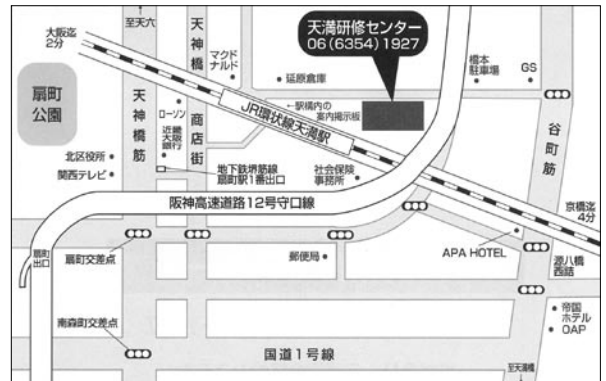 至天六
大阪迄
2分
天神橋
商店街
マクド
ナルド
延原倉庫
天満研修センター
06(6354)1927
橋本
駐車場
GS
扇町
公園
天神橋筋
ローソン
近畿
大阪
銀行
JR環状線天満駅
←駅構内の
案内掲示板
谷町筋
北区役所
関西テレビ
地下鉄堺筋線
扇町駅1番出口
社会保険
事務所
阪神高速道路12号守口線
京橋迄
4分
扇町
出口
扇町交差点
郵便局
APA HOTEL
源八橋
西詰
帝国
ホテル
OAP
南森町交差点
国道1号線
至天満橋